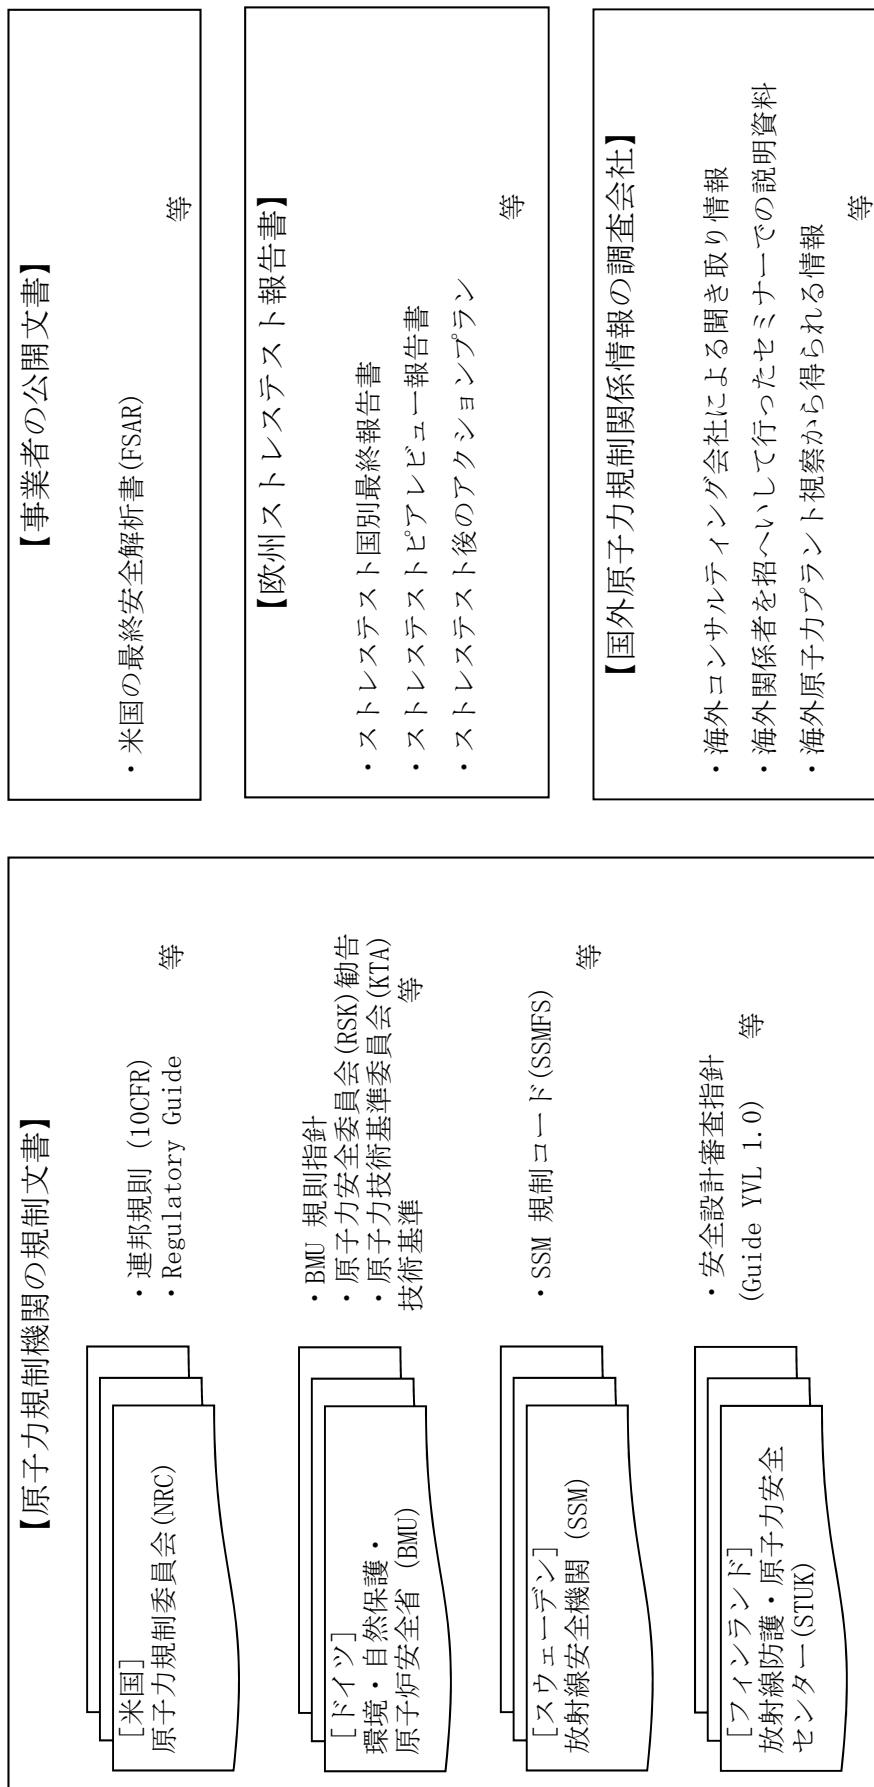 【原子力規制機関の規制文書】
[米国]
原子力規制委員会(NRC)
・連邦規則 (10CFR)
・Regulatory Guide
等
[ドイツ]
環境・自然保護・
原子炉安全省 (BMU)
・BMU 規則指針
・原子力安全委員会(RSK)勧告
・原子力技術基準委員会(KTA)
技術基準
等
[スウェーデン]
放射線安全機関 (SSM)
・SSM 規制コード(SSMFS)
等
[フィンランド]
放射線防護・原子力安全
センター(STUK)
・安全設計審査指針
(Guide YVL 1.0)
等
【事業者の公開文書】
・米国の最終安全解析書(FSAR)
等
【欧州ストレステスト報告書】
・ストレステスト国別最終報告書
・ストレステストピアレビュー報告書
・ストレステスト後のアクションプラン
等
【国外原子力規制関係情報の調査会社】
・海外コンサルティング会社による聞き取り情報
・海外関係者を招へいして行ったセミナーでの説明資料
・海外原子力プラント視察から得られる情報
等